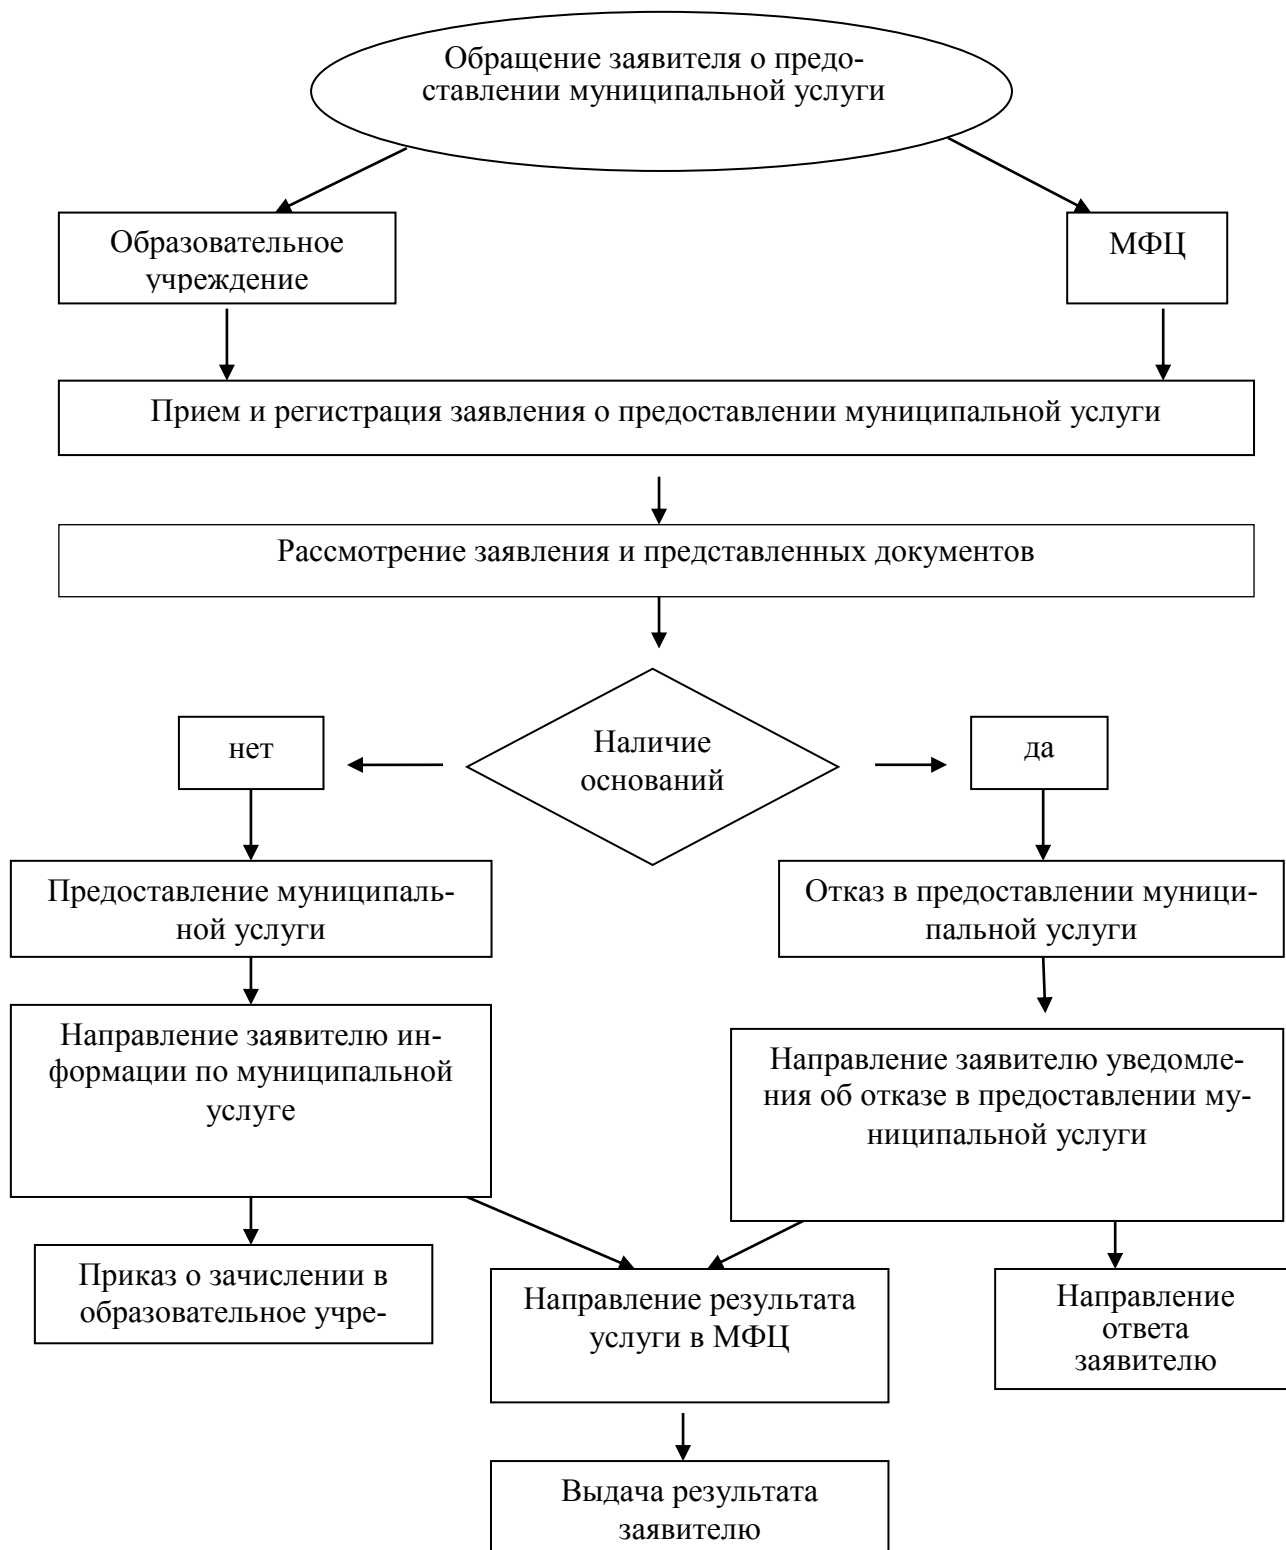 Обращение заявителя о предо-
ставлении муниципальной услуги
Образовательное
учреждение
МФЦ
Прием и регистрация заявления о предоставлении муниципальной услуги
Рассмотрение заявления и представленных документов
нет
Наличие
оснований
да
Предоставление муниципаль-
ной услуги
Отказ в предоставлении муници-
пальной услуги
Направление заявителю ин-
формации по муниципальной
услуге
Направление заявителю уведомле-
ния об отказе в предоставлении му-
ниципальной услуги
Приказ о зачислении в
образовательное учре-
Направление результата
услуги в МФЦ
Направление
ответа
заявителю
Выдача результата
заявителю